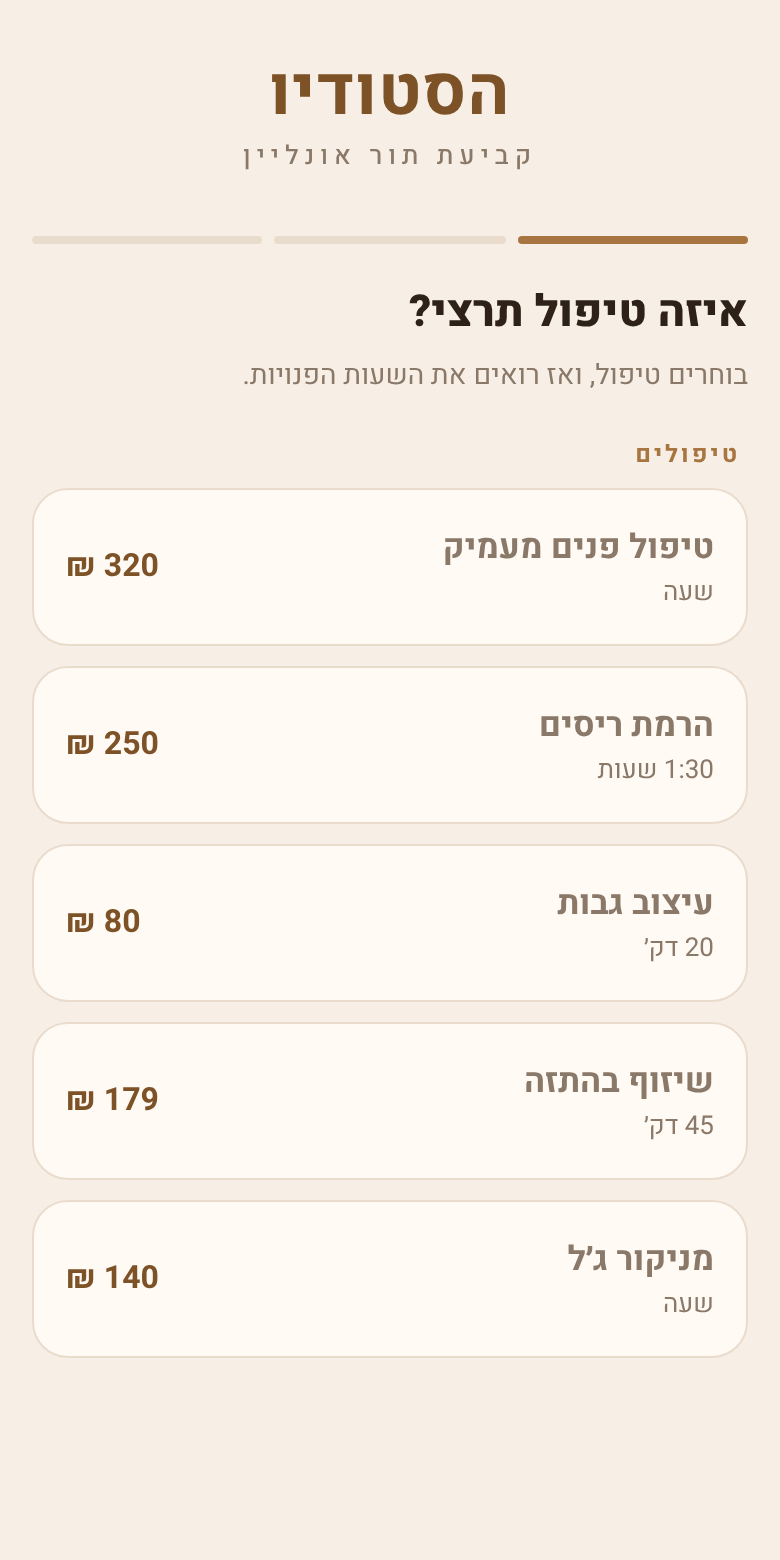 הסטודיו
קביעת תור אונליין
איזה טיפול תרצי?
בוחרים טיפול, ואז רואים את השעות הפנויות.
טיפולים
טיפול פנים מעמיק
שעה
320 ₪
הרמת ריסים
1:30 שעות
250 ₪
עיצוב גבות
20 דק׳
80 ₪
שיזוף בהתזה
45 דק׳
179 ₪
מניקור ג׳ל
שעה
140 ₪